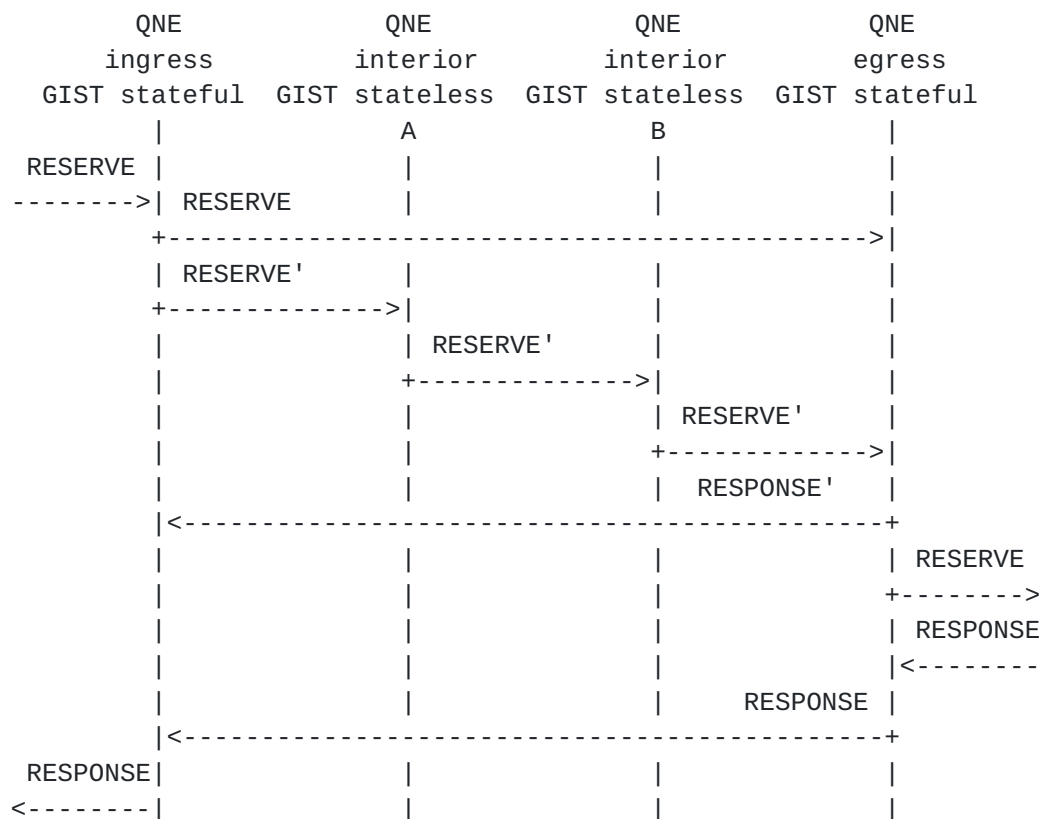 QNE QNE QNE QNE
ingress interior interior egress
GIST stateful GIST stateless GIST stateless GIST stateful
A B
RESERVE
RESERVE
RESERVE'
RESERVE'
RESERVE'
RESPONSE'
RESERVE
RESPONSE
RESPONSE
RESPONSE